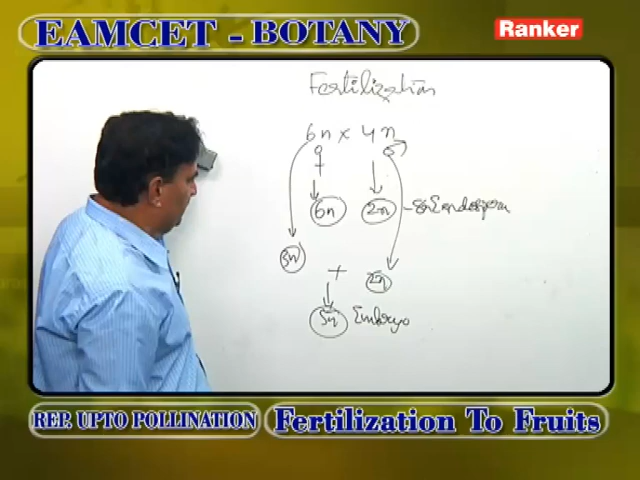 EAMCET - BOTANY
Ranker
Fertilization
6n × 4n
♀ ♂
6n 2n - 8n Endosperm
3n + 2n
5n Embryo
REP. UPTO POLLINATION
Fertilization To Fruits